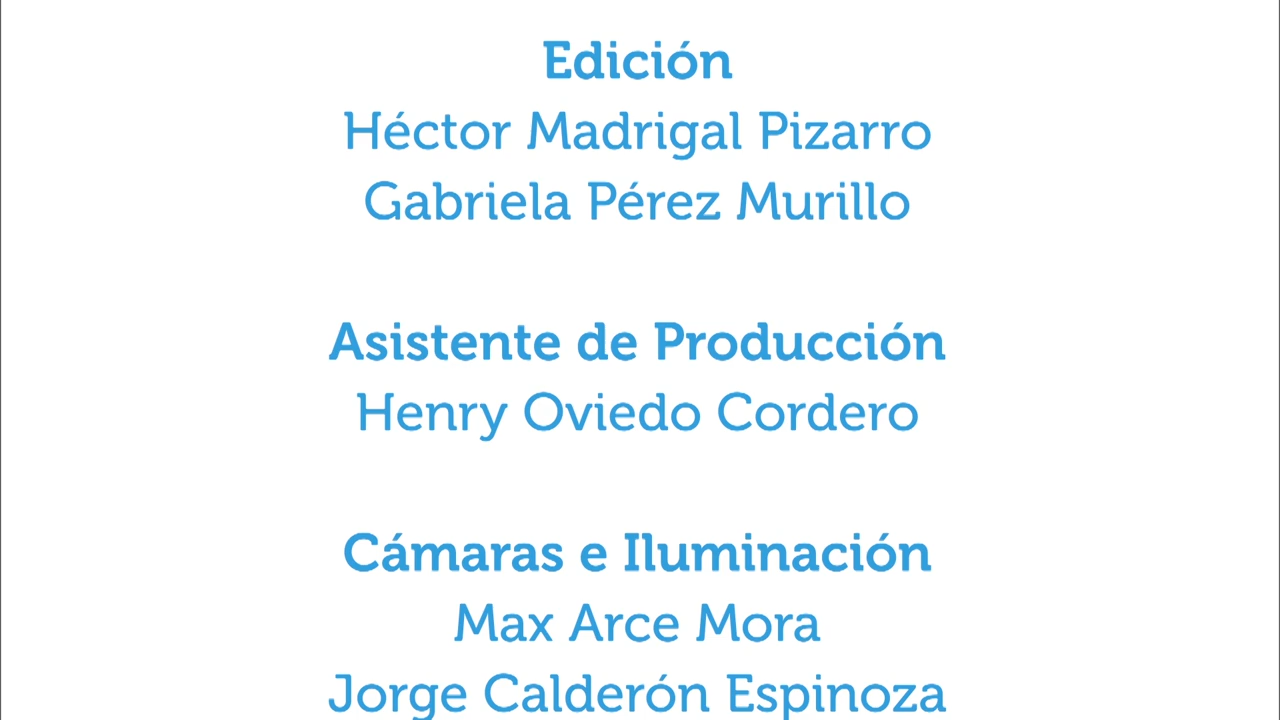 Edición
Héctor Madrigal Pizarro
Gabriela Pérez Murillo
Asistente de Producción
Henry Oviedo Cordero
Cámaras e Iluminación
Max Arce Mora
Jorge Calderón Espinoza